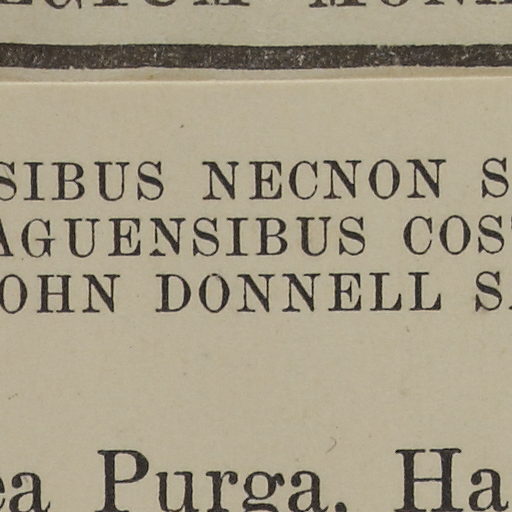 SIBUS NECNON S
AGUENSIBUS COS
OHN DONNELL S
ea Purga, Ha